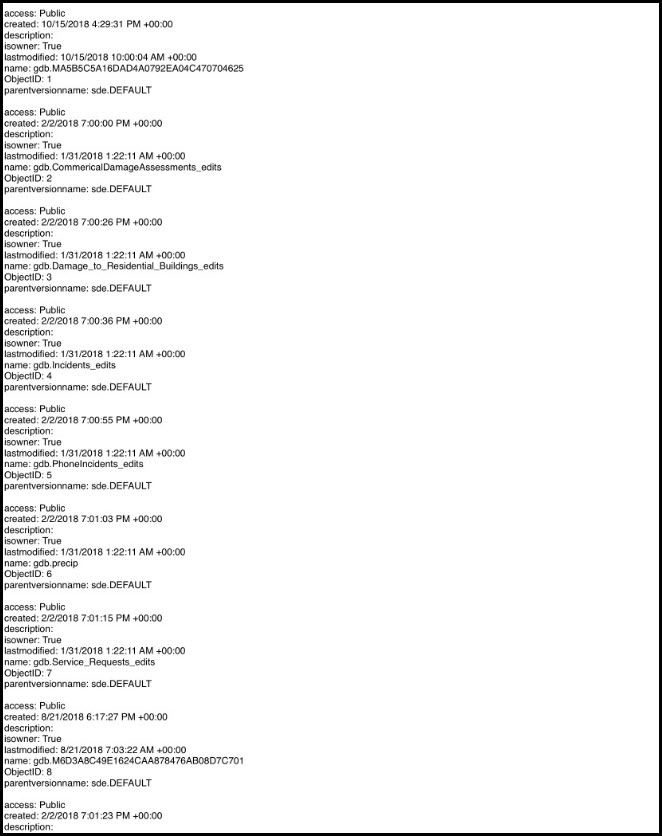 access: Public
created: 10/15/2018 4:29:31 PM +00:00
description:
isowner: True
lastmodified: 10/15/2018 10:00:04 AM +00:00
name: gdb.MA5B5C5A16DAD4A0792EA04C470704625
ObjectID: 1
parentversionname: sde.DEFAULT

access: Public
created: 2/2/2018 7:00:00 PM +00:00
description:
isowner: True
lastmodified: 1/31/2018 1:22:11 AM +00:00
name: gdb.CommericalDamageAssessments_edits
ObjectID: 2
parentversionname: sde.DEFAULT

access: Public
created: 2/2/2018 7:00:26 PM +00:00
description:
isowner: True
lastmodified: 1/31/2018 1:22:11 AM +00:00
name: gdb.Damage_to_Residential_Buildings_edits
ObjectID: 3
parentversionname: sde.DEFAULT

access: Public
created: 2/2/2018 7:00:36 PM +00:00
description:
isowner: True
lastmodified: 1/31/2018 1:22:11 AM +00:00
name: gdb.Incidents_edits
ObjectID: 4
parentversionname: sde.DEFAULT

access: Public
created: 2/2/2018 7:00:55 PM +00:00
description:
isowner: True
lastmodified: 1/31/2018 1:22:11 AM +00:00
name: gdb.PhoneIncidents_edits
ObjectID: 5
parentversionname: sde.DEFAULT

access: Public
created: 2/2/2018 7:01:03 PM +00:00
description:
isowner: True
lastmodified: 1/31/2018 1:22:11 AM +00:00
name: gdb.precip
ObjectID: 6
parentversionname: sde.DEFAULT

access: Public
created: 2/2/2018 7:01:15 PM +00:00
description:
isowner: True
lastmodified: 1/31/2018 1:22:11 AM +00:00
name: gdb.Service_Requests_edits
ObjectID: 7
parentversionname: sde.DEFAULT

access: Public
created: 8/21/2018 6:17:27 PM +00:00
description:
isowner: True
lastmodified: 8/21/2018 7:03:22 AM +00:00
name: gdb.M6D3A8C49E1624CAA878476AB08D7C701
ObjectID: 8
parentversionname: sde.DEFAULT

access: Public
created: 2/2/2018 7:01:23 PM +00:00
description: